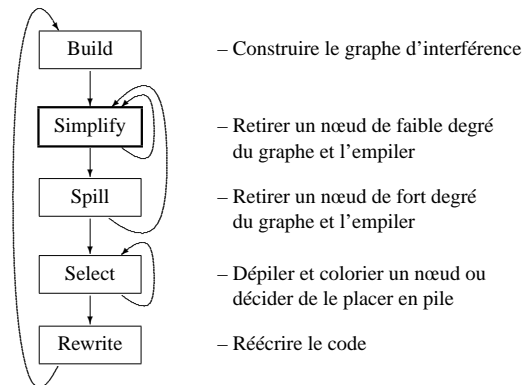 Build
– Construire le graphe d’interférence
Simplify
– Retirer un nœud de faible degré
du graphe et l’empiler
Spill
– Retirer un nœud de fort degré
du graphe et l’empiler
Select
– Dépiler et colorier un nœud ou
décider de le placer en pile
Rewrite
– Réécrire le code